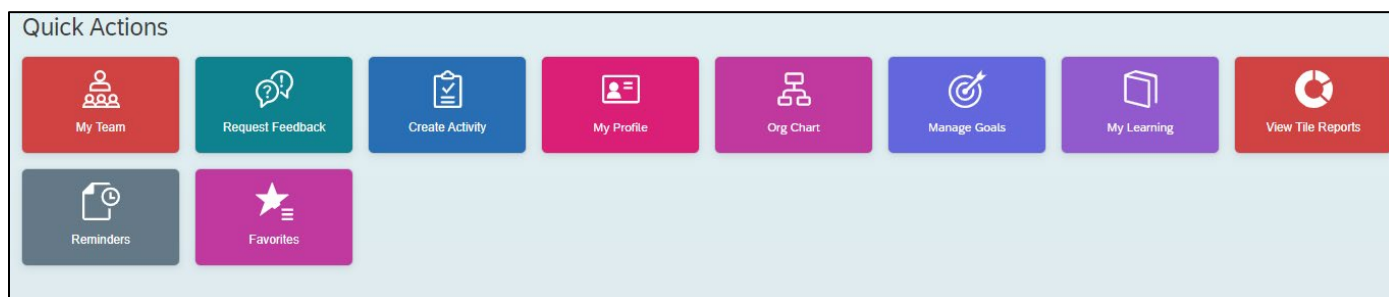 Quick Actions
My Team
Request Feedback
Create Activity
My Profile
Org Chart
Manage Goals
My Learning
View Tile Reports
Reminders
Favorites